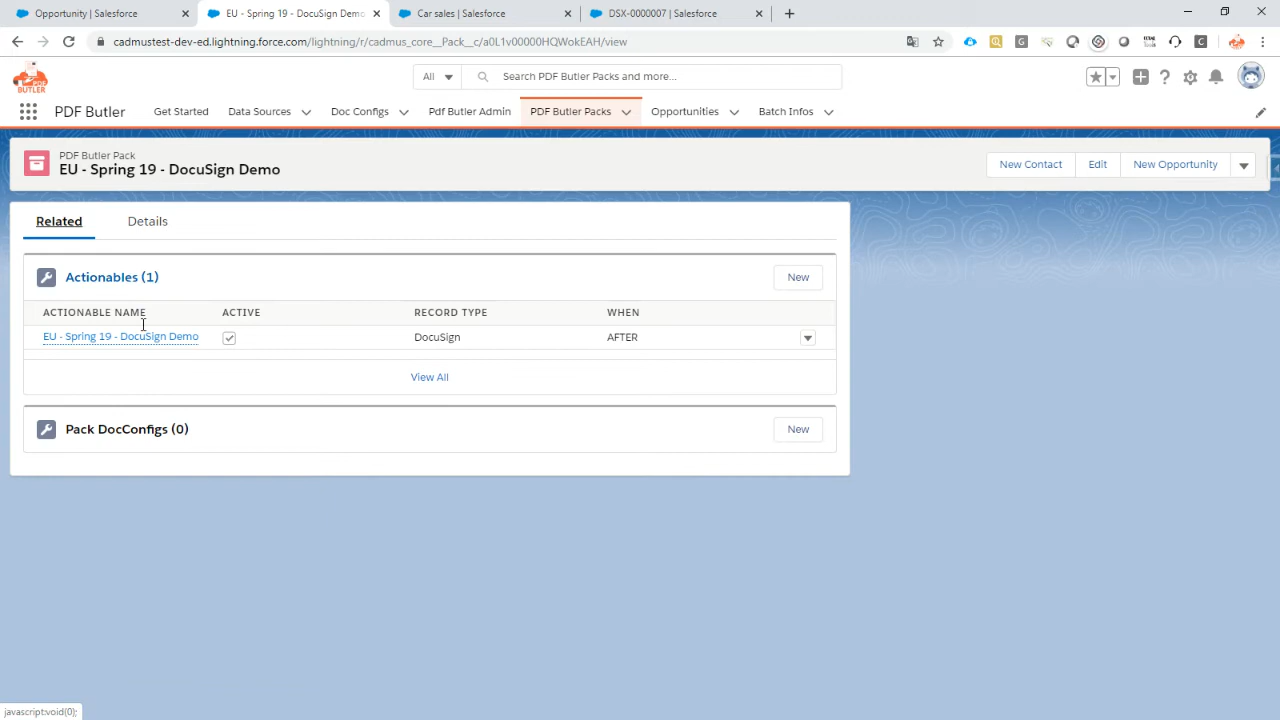 Opportunity | Salesforce
EU - Spring 19 - DocuSign Demo
Car sales | Salesforce
DSX-0000007 | Salesforce
cadmustest-dev-ed.lightning.force.com/lightning/r/cadmus_core__Pack__c/a0L1v00000HQWokEAH/view
PDF
BUTLER
All
Search PDF Butler Packs and more...
PDF Butler
Get Started
Data Sources
Doc Configs
Pdf Butler Admin
PDF Butler Packs
Opportunities
Batch Infos
PDF Butler Pack
EU - Spring 19 - DocuSign Demo
New Contact
Edit
New Opportunity
Related
Details
Actionables (1)
New
ACTIONABLE NAME
ACTIVE
RECORD TYPE
WHEN
EU - Spring 19 - DocuSign Demo
DocuSign
AFTER
View All
Pack DocConfigs (0)
New
javascript:void(0);